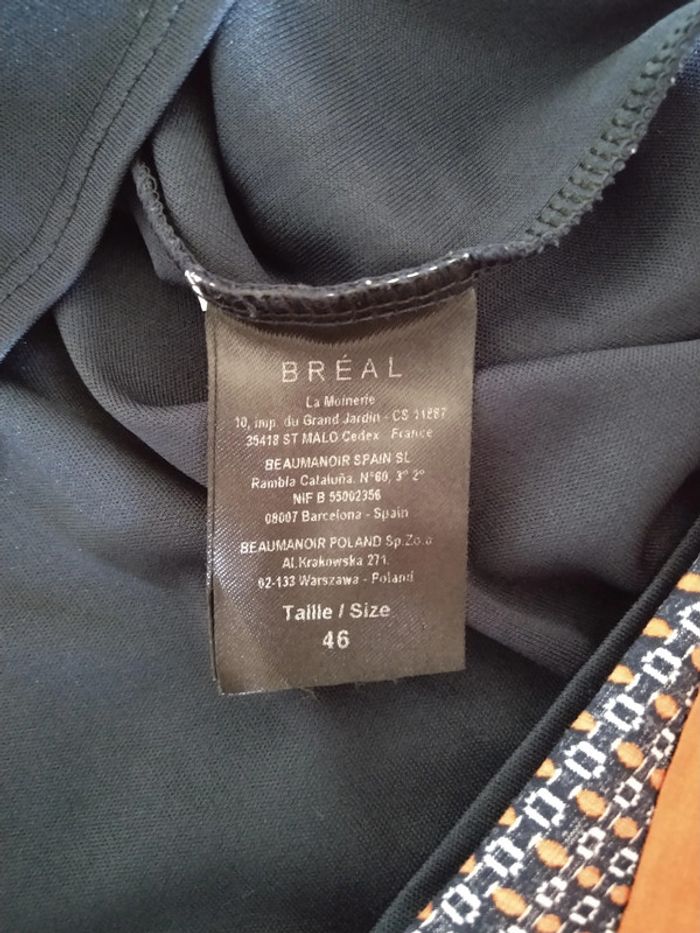 BRÉAL
La Moinerie
10, imp. du Grand Jardin - CS 11887
35418 ST MALO Cedex - France
BEAUMANOIR SPAIN SL
Rambla Cataluña. N°60, 3° 2°
NIF B 55002356
08007 Barcelona - Spain
BEAUMANOIR POLAND Sp.Zo.o
Al.Krakowska 271.
02-133 Warszawa - Poland
Taille / Size
46